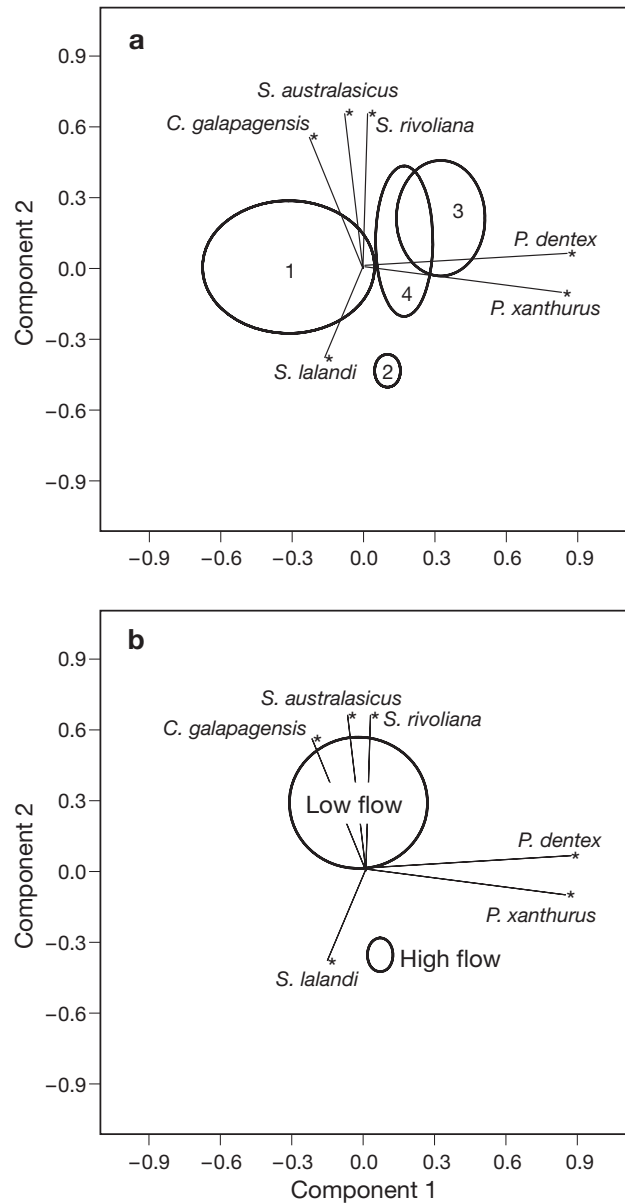 a
0.9
S. australasicus
0.6
C. galapagensis
S. rivoliana
0.3
3
P. dentex
Component 2
0.0
1
4
P. xanthurus
−0.3
S. lalandi
2
−0.6
−0.9
−0.9 −0.6 −0.3 0.0 0.3 0.6 0.9
b
0.9
S. australasicus
0.6
C. galapagensis
S. rivoliana
0.3
Low flow
P. dentex
Component 2
0.0
P. xanthurus
−0.3
High flow
S. lalandi
−0.6
−0.9
−0.9 −0.6 −0.3 0.0 0.3 0.6 0.9
Component 1